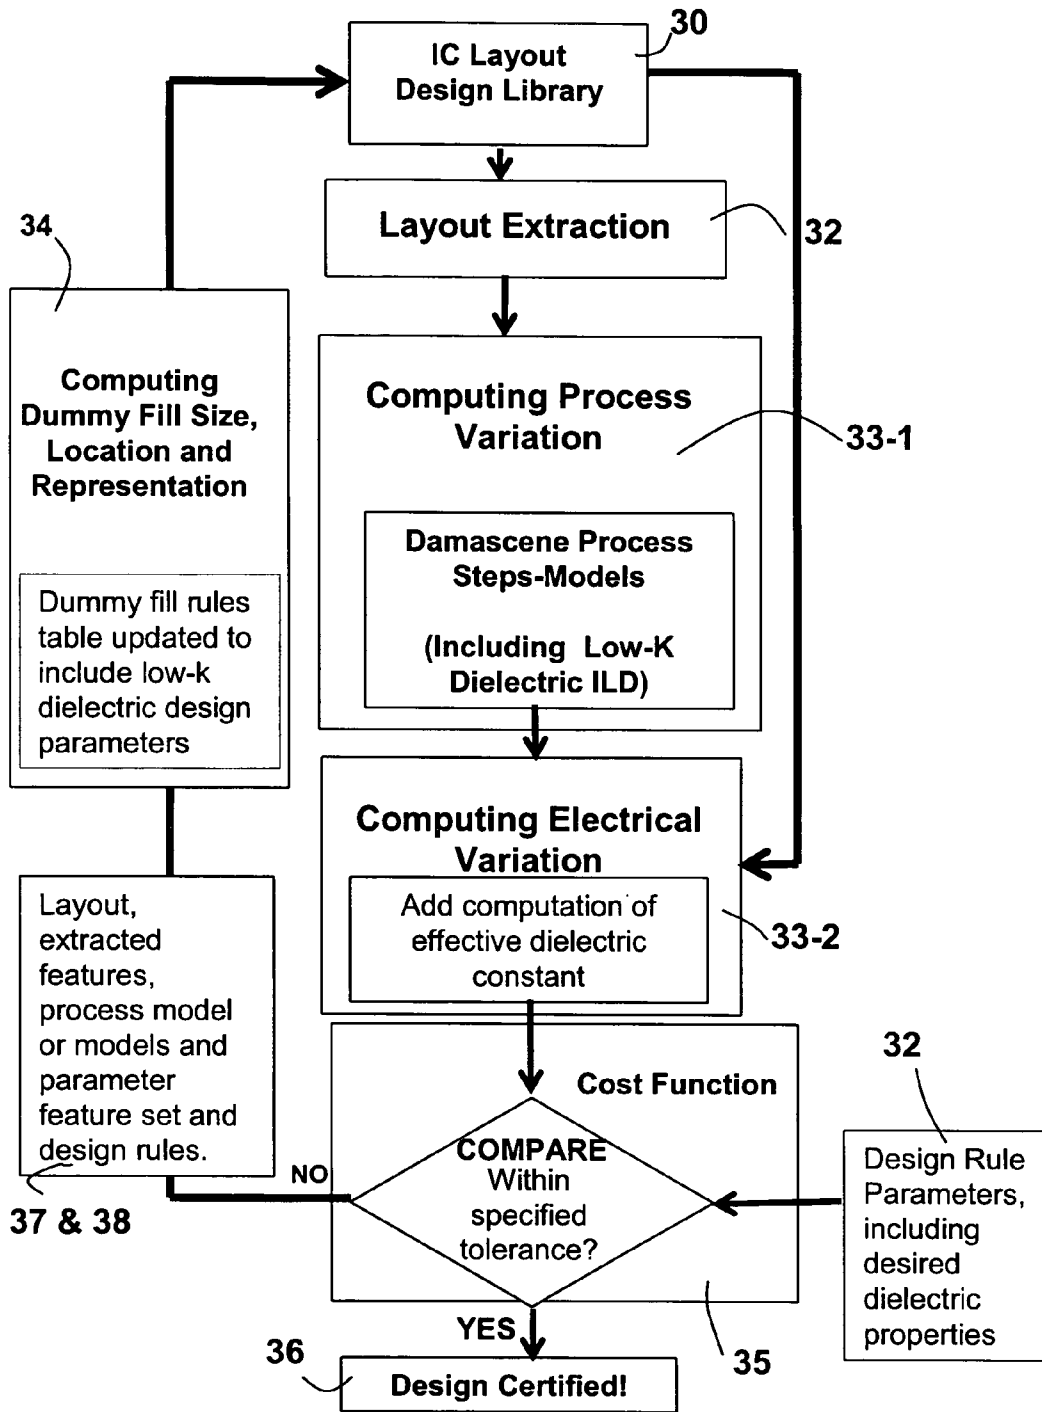 30
IC Layout
Design Library
Layout Extraction
32
34
Computing
Dummy Fill Size,
Location and
Representation
Dummy fill rules
table updated to
include low-k
dielectric design
parameters
Computing Process
Variation
33-1
Damascene Process
Steps-Models
(Including Low-K
Dielectric ILD)
Computing Electrical
Variation
Add computation of
effective dielectric
constant
33-2
Layout,
extracted
features,
process model
or models and
parameter
feature set and
design rules.
37 & 38
NO
Cost Function
COMPARE
Within
specified
tolerance?
32
Design Rule
Parameters,
including
desired
dielectric
properties
35
YES
36
Design Certified!